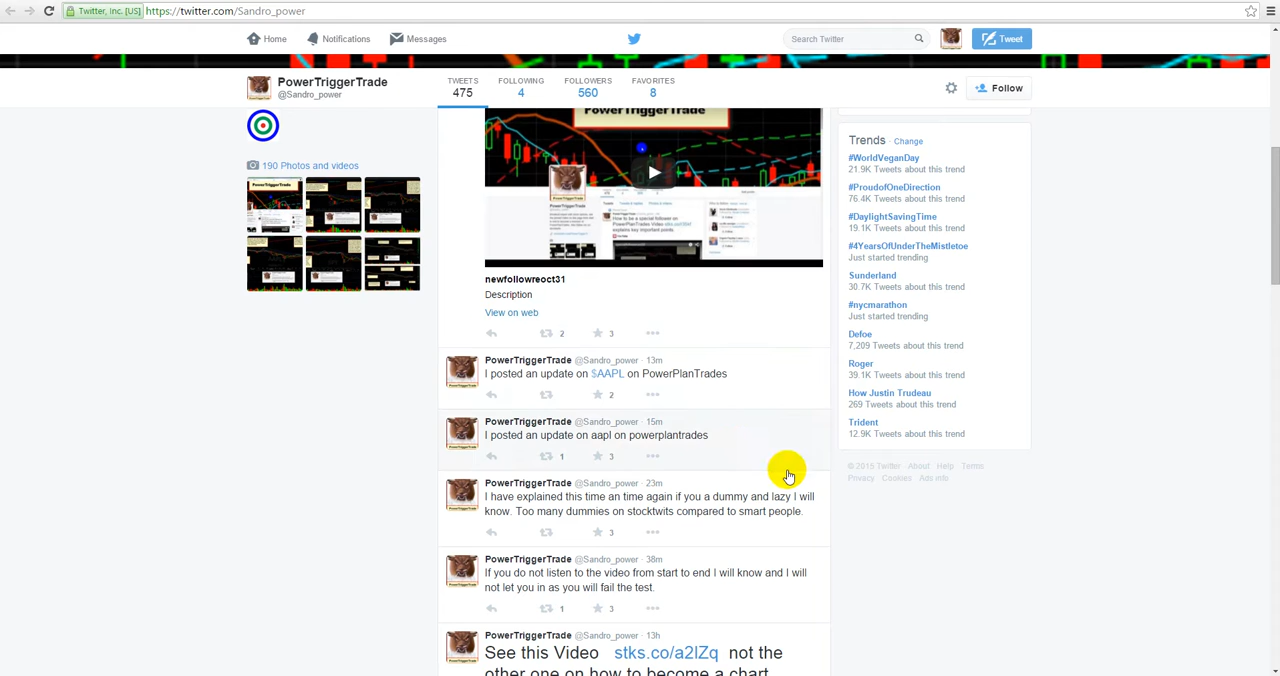 Twitter, Inc. [US] https://twitter.com/Sandro_power
Home Notifications Messages Search Twitter Tweet
PowerTriggerTrade
@Sandro_power
TWEETS FOLLOWING FOLLOWERS FAVORITES
475 4 560 8
Follow
190 Photos and videos
PowerTriggerTrade
newfollowreoct31
Description
View on web
2 3
PowerTriggerTrade @Sandro_power · 13m
I posted an update on $AAPL on PowerPlanTrades
2
PowerTriggerTrade @Sandro_power · 15m
I posted an update on aapl on powerplantrades
1 3
PowerTriggerTrade @Sandro_power · 23m
I have explained this time an time again if you a dummy and lazy I will
know. Too many dummies on stocktwits compared to smart people.
3
PowerTriggerTrade @Sandro_power · 38m
If you do not listen to the video from start to end I will know and I will
not let you in as you will fail the test.
1 3
PowerTriggerTrade @Sandro_power · 13h
See this Video stks.co/a2lZq not the
other one on how to become a chart
Trends · Change
#WorldVeganDay
21.9K Tweets about this trend
#ProudofOneDirection
76.4K Tweets about this trend
#DaylightSavingTime
19.1K Tweets about this trend
#4YearsOfUnderTheMistletoe
Just started trending
Sunderland
30.7K Tweets about this trend
#nycmarathon
Just started trending
Defoe
7,209 Tweets about this trend
Roger
39.1K Tweets about this trend
How Justin Trudeau
269 Tweets about this trend
Trident
12.9K Tweets about this trend
© 2015 Twitter About Help Terms
Privacy Cookies Ads info